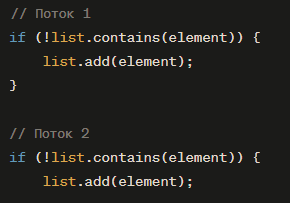 // Поток 1
if (!list.contains(element)) {
    list.add(element);
}

// Поток 2
if (!list.contains(element)) {
    list.add(element);